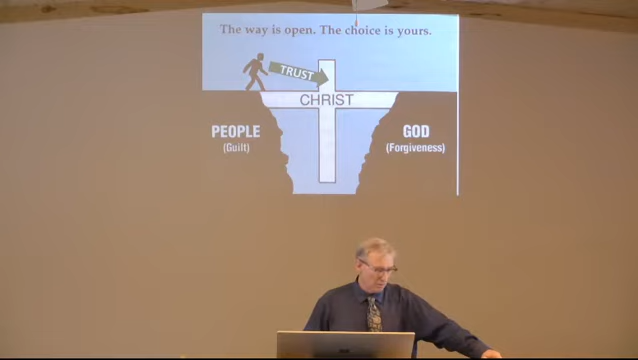 The way is open. The choice is yours.
TRUST
CHRIST
PEOPLE
(Guilt)
GOD
(Forgiveness)